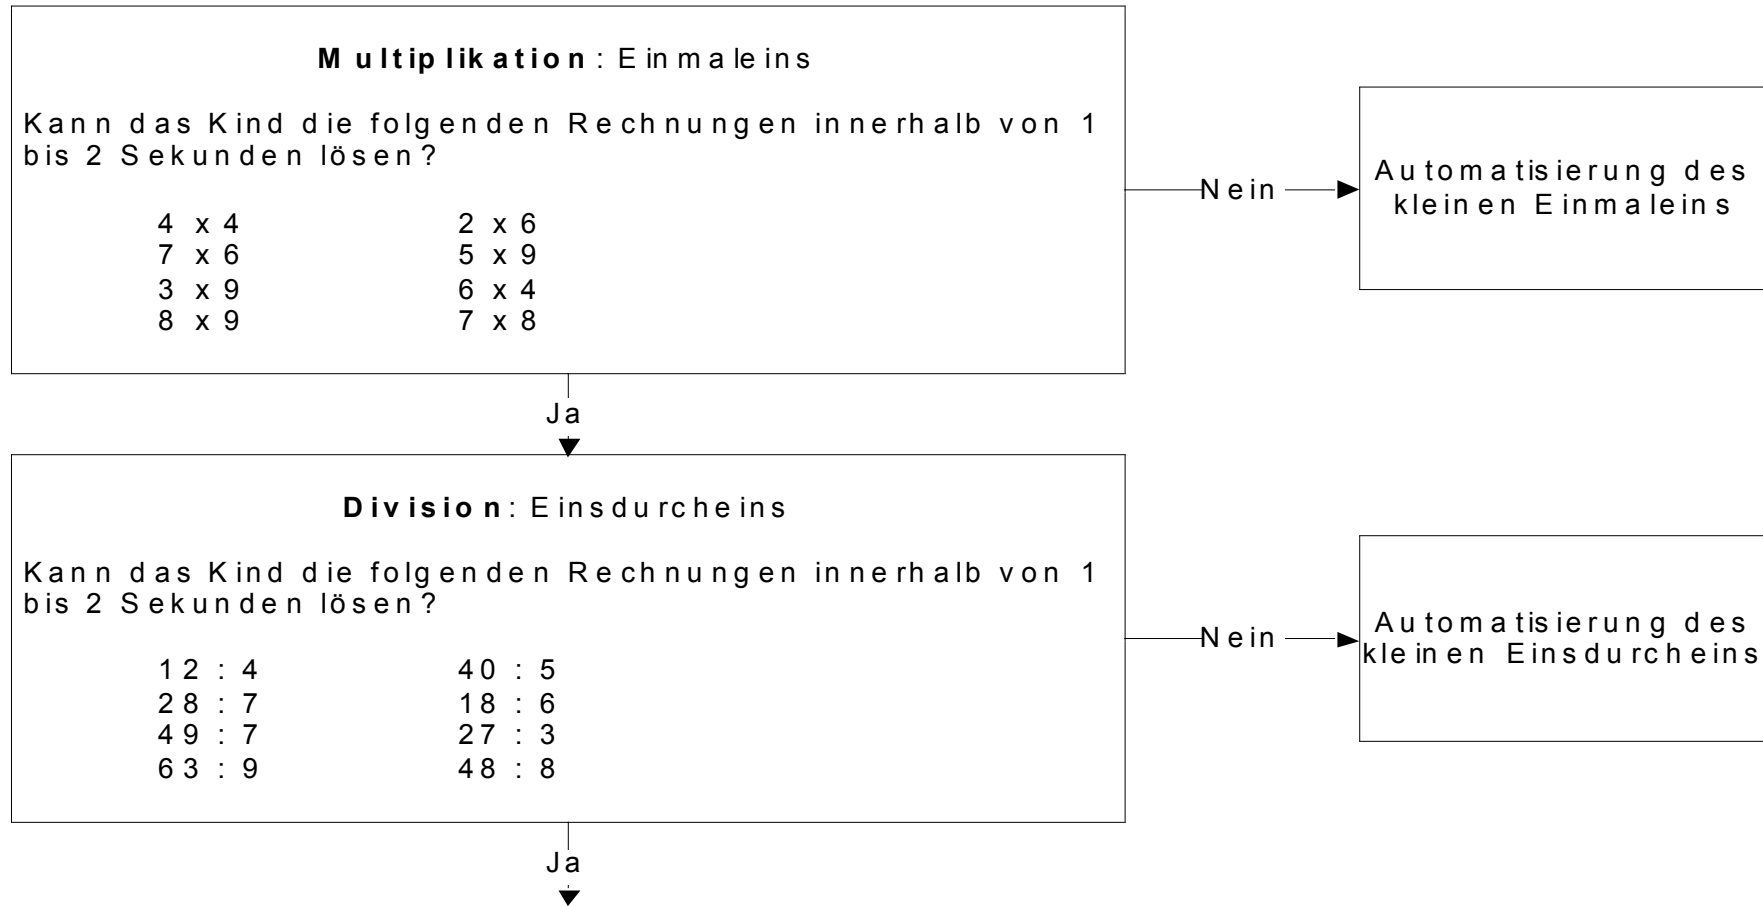 Multiplikation: Einmaleins
Kann das Kind die folgenden Rechnungen innerhalb von 1
bis 2 Sekunden lösen?
4 x 4 2 x 6
7 x 6 5 x 9
3 x 9 6 x 4
8 x 9 7 x 8
Nein
Automatisierung des
kleinen Einmaleins
Ja
Division: Einsdurcheins
Kann das Kind die folgenden Rechnungen innerhalb von 1
bis 2 Sekunden lösen?
12 : 4 40 : 5
28 : 7 18 : 6
49 : 7 27 : 3
63 : 9 48 : 8
Nein
Automatisierung des
kleinen Einsdurcheins
Ja